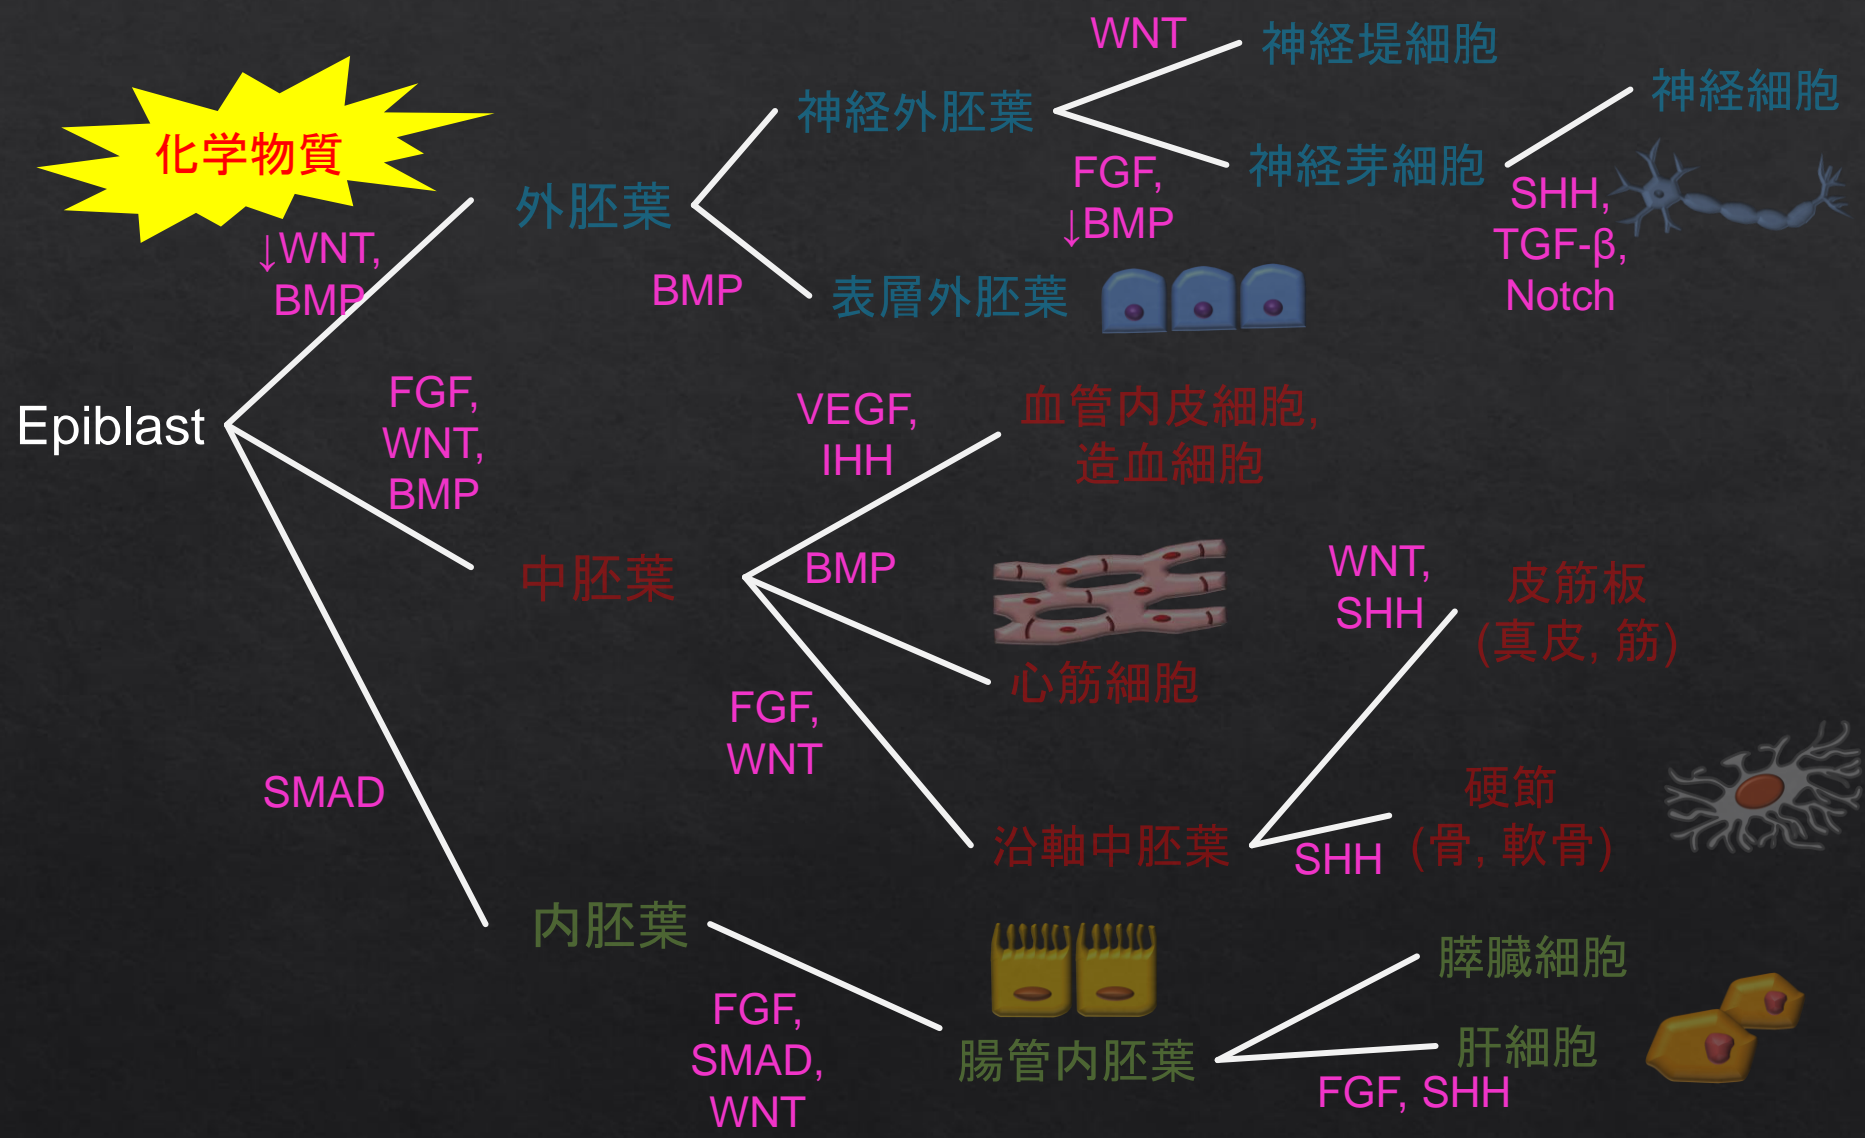 化学物質
↓WNT,
BMP
Epiblast
FGF,
WNT,
BMP
SMAD
外胚葉
BMP
神経外胚葉
表層外胚葉
WNT
FGF,
↓BMP
神経堤細胞
神経芽細胞
SHH,
TGF-β,
Notch
神経細胞
中胚葉
VEGF,
IHH
BMP
FGF,
WNT
血管内皮細胞,
造血細胞
心筋細胞
沿軸中胚葉
WNT,
SHH
SHH
皮筋板
(真皮, 筋)
硬節
(骨, 軟骨)
内胚葉
FGF,
SMAD,
WNT
腸管内胚葉
膵臓細胞
肝細胞
FGF, SHH